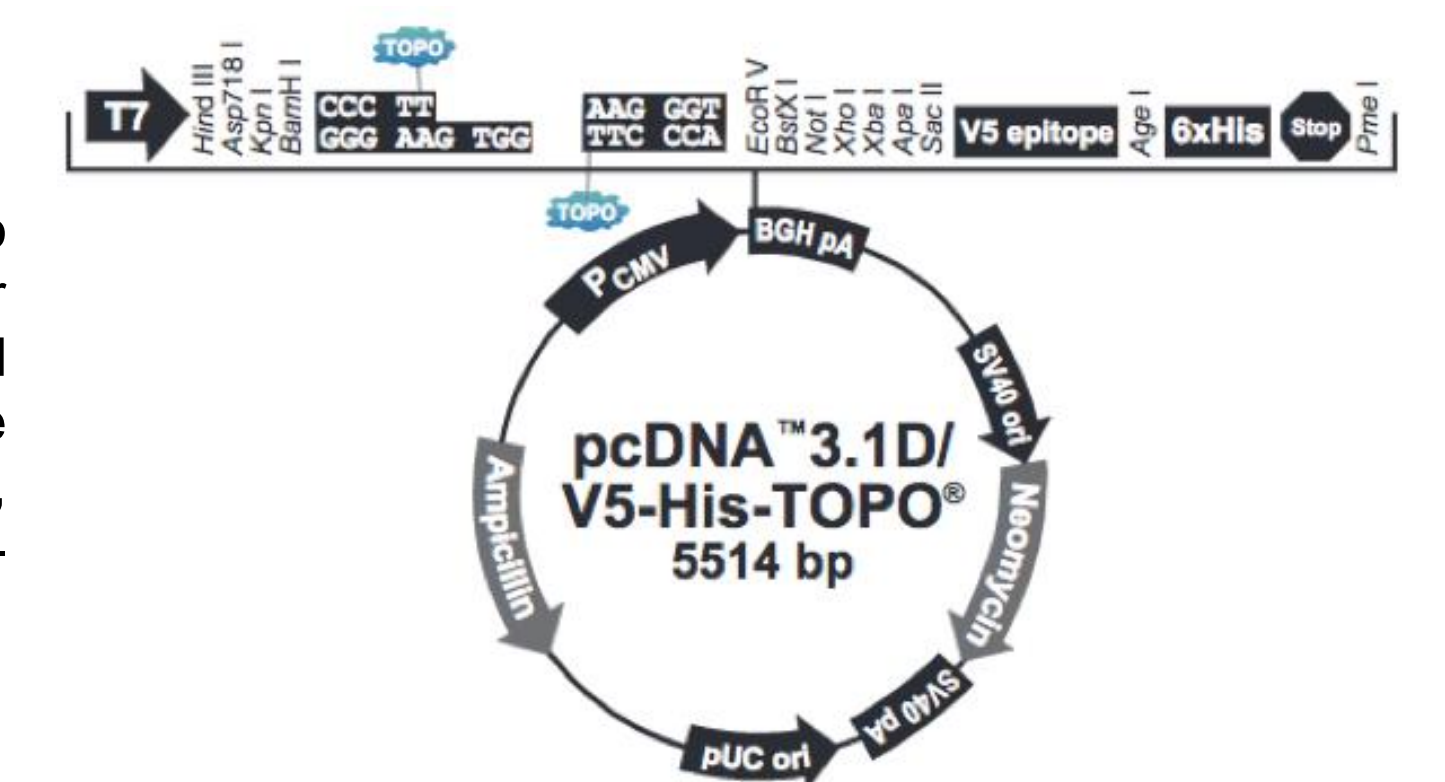 TOPO
T7
Hind III
Asp718 I
Kpn I
BamH I
CCC TT
GGG AAG TGG
AAG GGT
TTC CCA
TOPO
EcoR V
BstX I
Not I
Xho I
Xba I
Apa I
Sac II
V5 epitope
Age I
6xHis
Stop
Pme I
PCMV
BGH pA
SV40 ori
Neomycin
SV40 pA
pUC ori
Ampicillin
pcDNA™3.1D/
V5-His-TOPO®
5514 bp